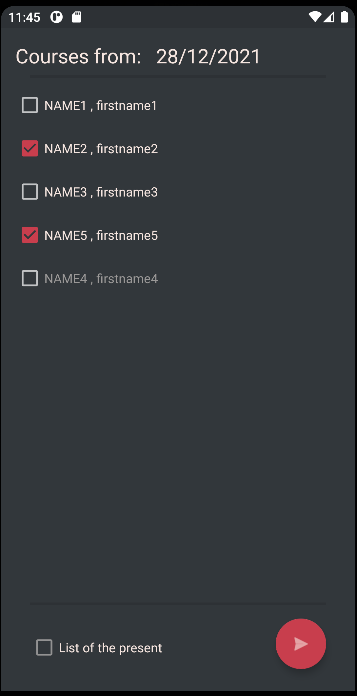 11:45
Courses from: 28/12/2021
NAME1 , firstname1
NAME2 , firstname2
NAME3 , firstname3
NAME5 , firstname5
NAME4 , firstname4
List of the present